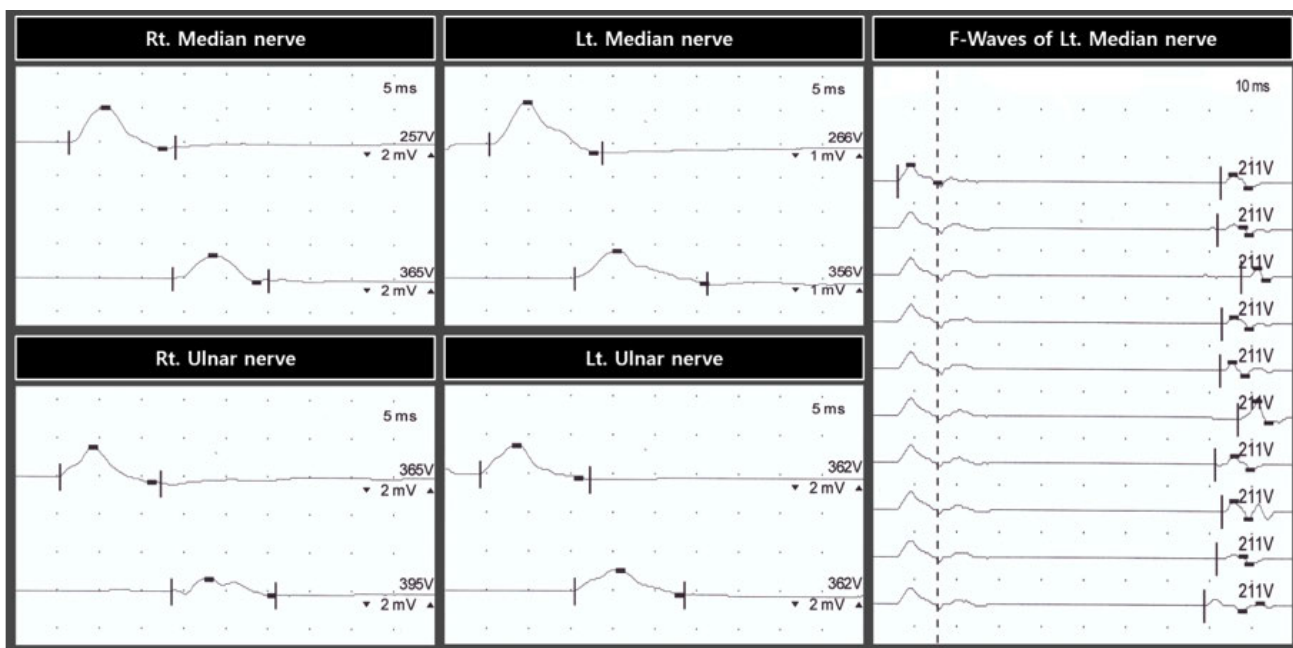 Rt. Median nerve
5 ms
257V
▼ 2 mV ▲
365V
▼ 2 mV ▲
Lt. Median nerve
5 ms
266V
▼ 1 mV ▲
356V
▼ 1 mV ▲
F-Waves of Lt. Median nerve
10 ms
211V
211V
211V
211V
211V
211V
211V
211V
211V
211V
Rt. Ulnar nerve
5 ms
365V
▼ 2 mV ▲
395V
▼ 2 mV ▲
Lt. Ulnar nerve
5 ms
362V
▼ 2 mV ▲
362V
▼ 2 mV ▲